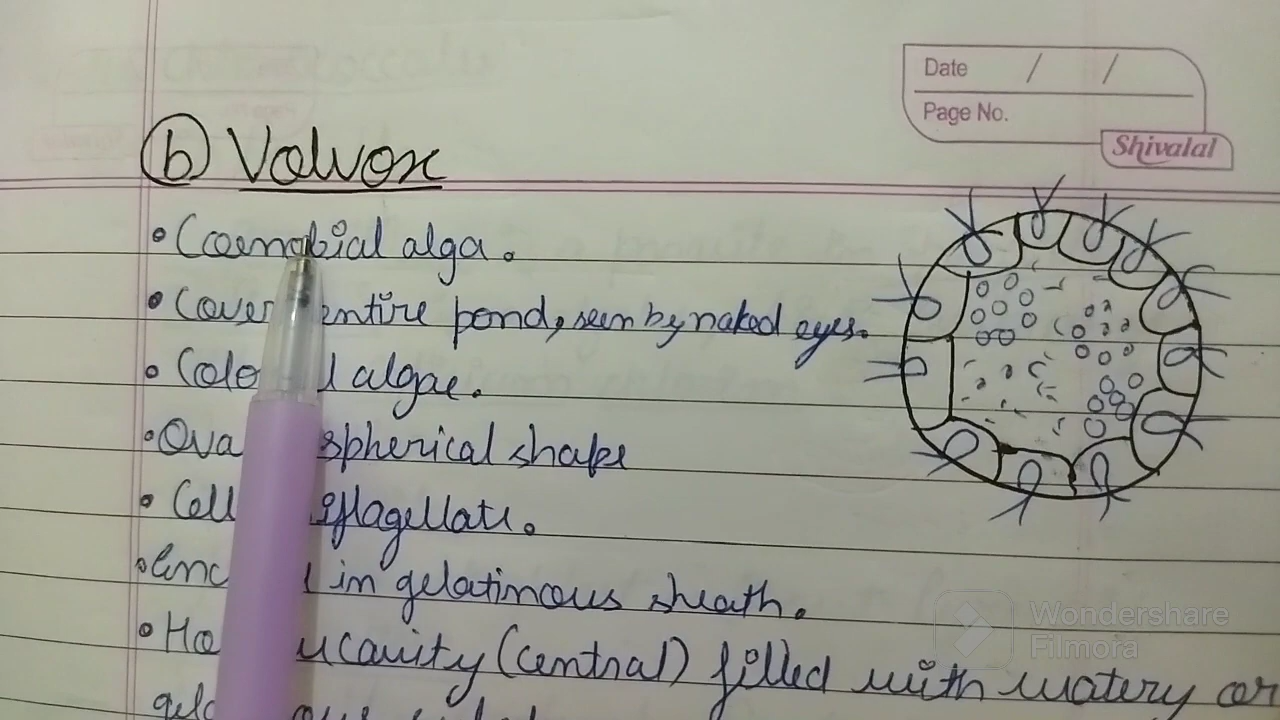 Date / /
Page No.
Shivalal
(b) Volvox
• Coenobial alga.
• Cover entire pond, seen by naked eyes.
• algae.
• spherical shape
• Cell
• in gelatinous sheath.
• cavity (central) filled with watery or
Wondershare
Filmora